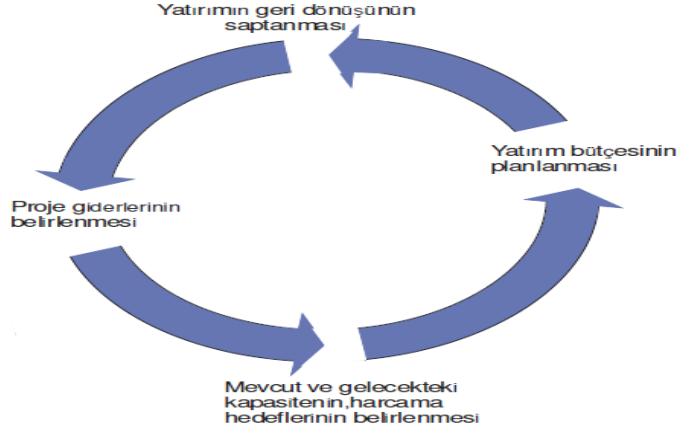 Yatırımın geri dönüşünün
saptanması
Yatırım bütçesinin
planlanması
Proje giderlerinin
belirlenmesi
Mevcut ve gelecekteki
kapasitenin,harcama
hedeflerinin belirlenmesi